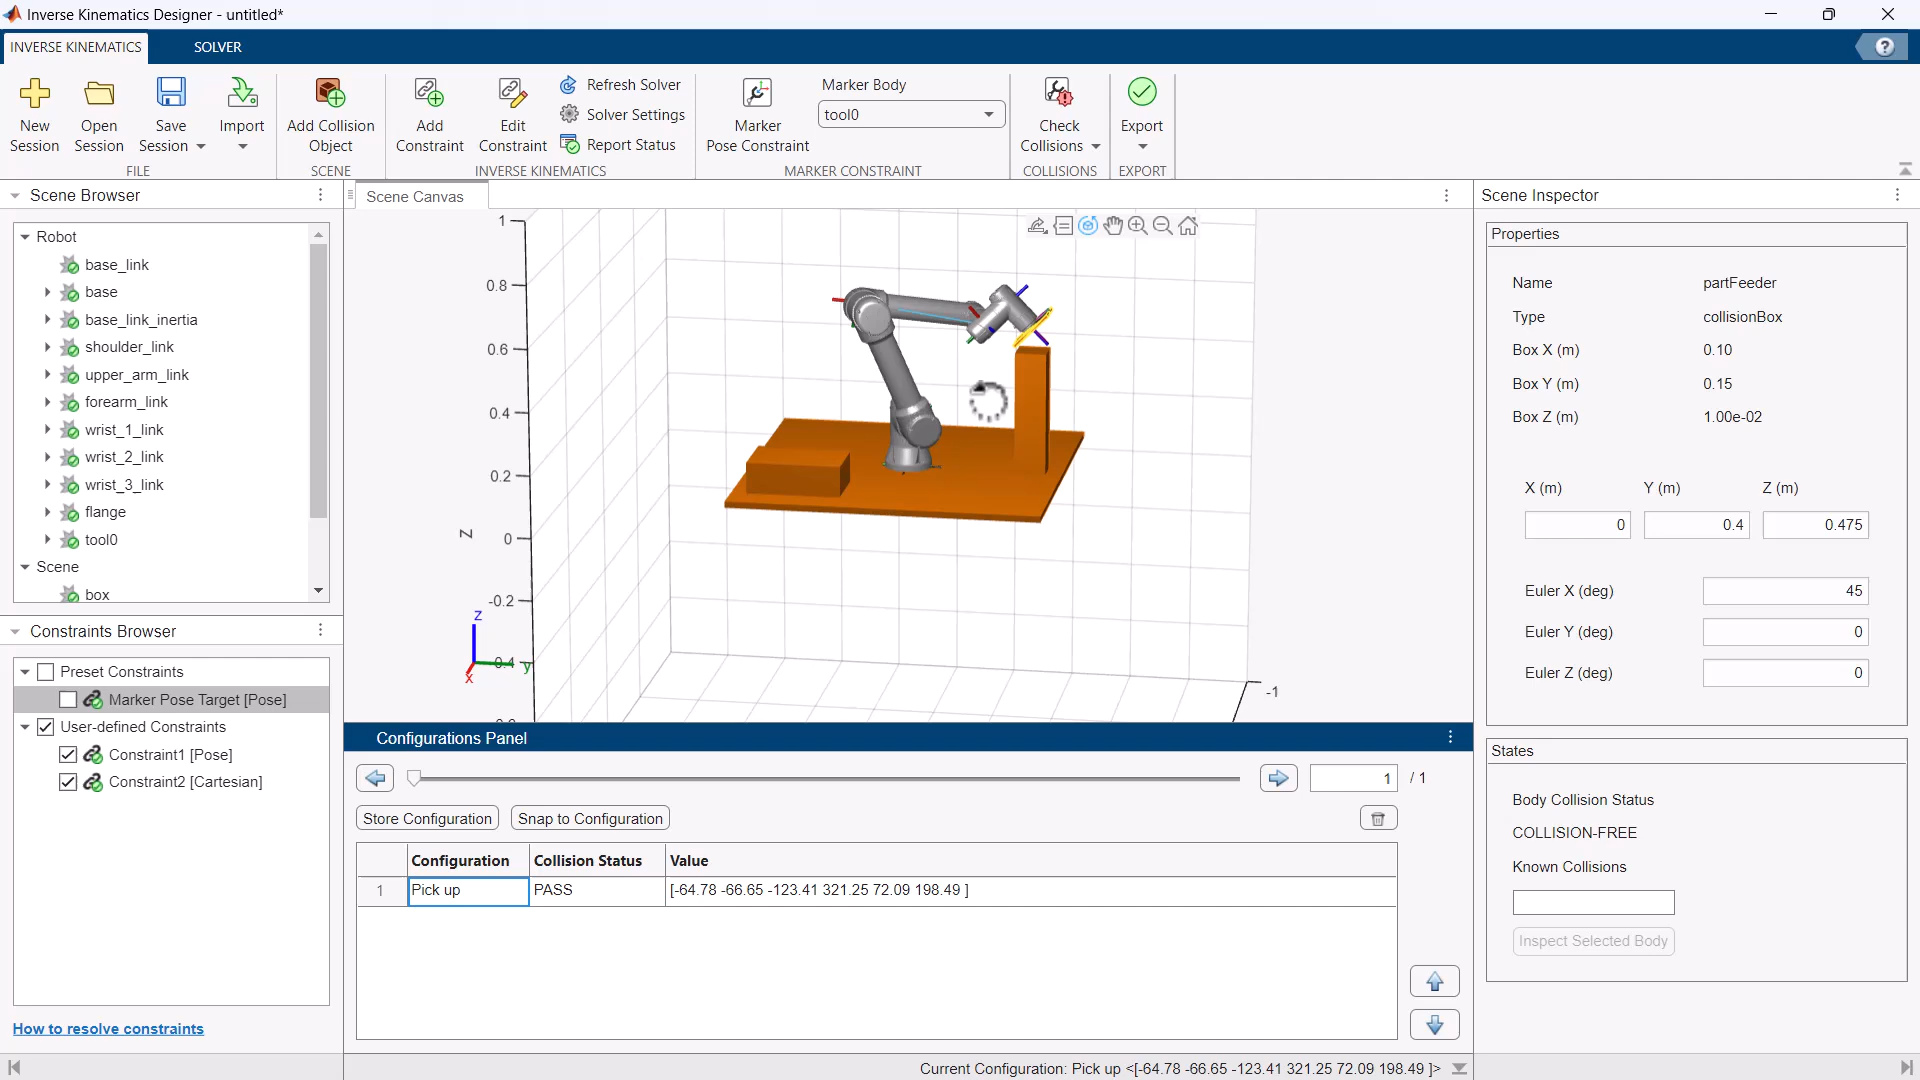 Inverse Kinematics Designer - untitled*
INVERSE KINEMATICS
SOLVER
?
New Session
Open Session
Save Session
Import
FILE
Add Collision Object
SCENE
Add Constraint
Edit Constraint
Refresh Solver
Solver Settings
Report Status
INVERSE KINEMATICS
Marker Pose Constraint
Marker Body
tool0
MARKER CONSTRAINT
Check Collisions
COLLISIONS
Export
EXPORT
Scene Browser
Robot
base_link
base
base_link_inertia
shoulder_link
upper_arm_link
forearm_link
wrist_1_link
wrist_2_link
wrist_3_link
flange
tool0
Scene
box
Constraints Browser
Preset Constraints
Marker Pose Target [Pose]
User-defined Constraints
Constraint1 [Pose]
Constraint2 [Cartesian]
How to resolve constraints
Scene Canvas
1
0.8
0.6
0.4
0.2
0
-0.2
-0.4
Z
Z
y
X
-1
Configurations Panel
1 / 1
Store Configuration
Snap to Configuration
Configuration Collision Status Value
1 Pick up PASS [-64.78 -66.65 -123.41 321.25 72.09 198.49 ]
Current Configuration: Pick up <[-64.78 -66.65 -123.41 321.25 72.09 198.49 ]>
Scene Inspector
Properties
Name partFeeder
Type collisionBox
Box X (m) 0.10
Box Y (m) 0.15
Box Z (m) 1.00e-02
X (m) Y (m) Z (m)
0 0.4 0.475
Euler X (deg) 45
Euler Y (deg) 0
Euler Z (deg) 0
States
Body Collision Status
COLLISION-FREE
Known Collisions
Inspect Selected Body